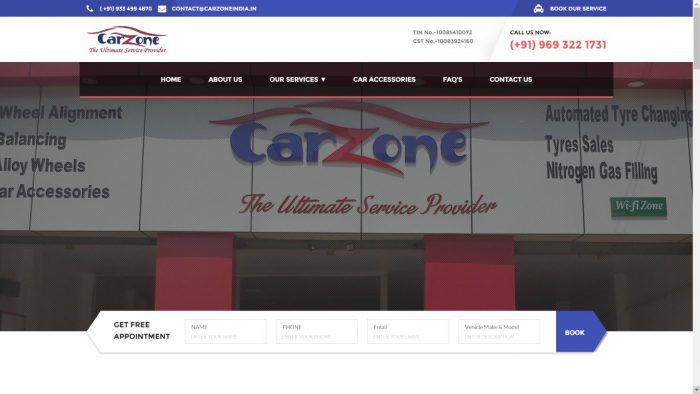 ( +91) 933 499 4870 CONTACT@CARZONEINDIA.IN BOOK OUR SERVICE
CarZone
The Ultimate Service Provider
TIN No.-10085410072
CST No.-10083924160
CALL US NOW:
(+91) 969 322 1731
HOME ABOUT US OUR SERVICES ▼ CAR ACCESSORIES FAQ'S CONTACT US
Wheel Alignment
Balancing
Alloy Wheels
Car Accessories
CarZone
The Ultimate Service Provider
Automated Tyre Changing
Tyres Sales
Nitrogen Gas Filling
Wi-fi Zone
GET FREE
APPOINTMENT
NAME
ENTER YOUR NAME
PHONE
ENTER YOUR PHONE
Email
Vehicle Make & Model
ENTER DESCRIPTION
BOOK